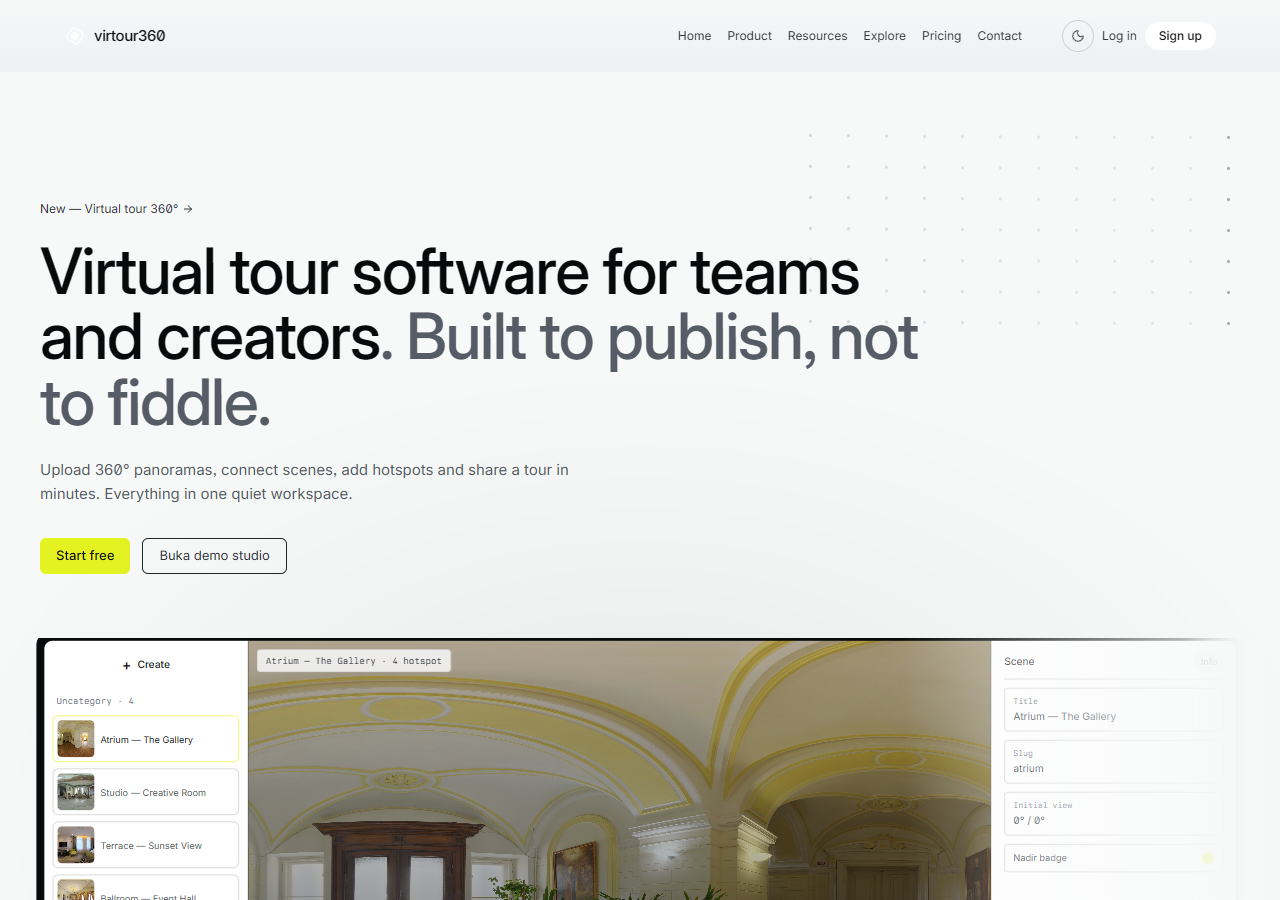 virtour360
Home Product Resources Explore Pricing Contact
Log in Sign up
New — Virtual tour 360° →
Virtual tour software for teams
and creators. Built to publish, not
to fiddle.
Upload 360° panoramas, connect scenes, add hotspots and share a tour in
minutes. Everything in one quiet workspace.
Start free Buka demo studio
+ Create
Uncategory · 4
Atrium — The Gallery
Studio — Creative Room
Terrace — Sunset View
Ballroom — Event Hall
Atrium — The Gallery · 4 hotspot
Scene Info
Title
Atrium — The Gallery
Slug
atrium
Initial view
0° / 0°
Nadir badge